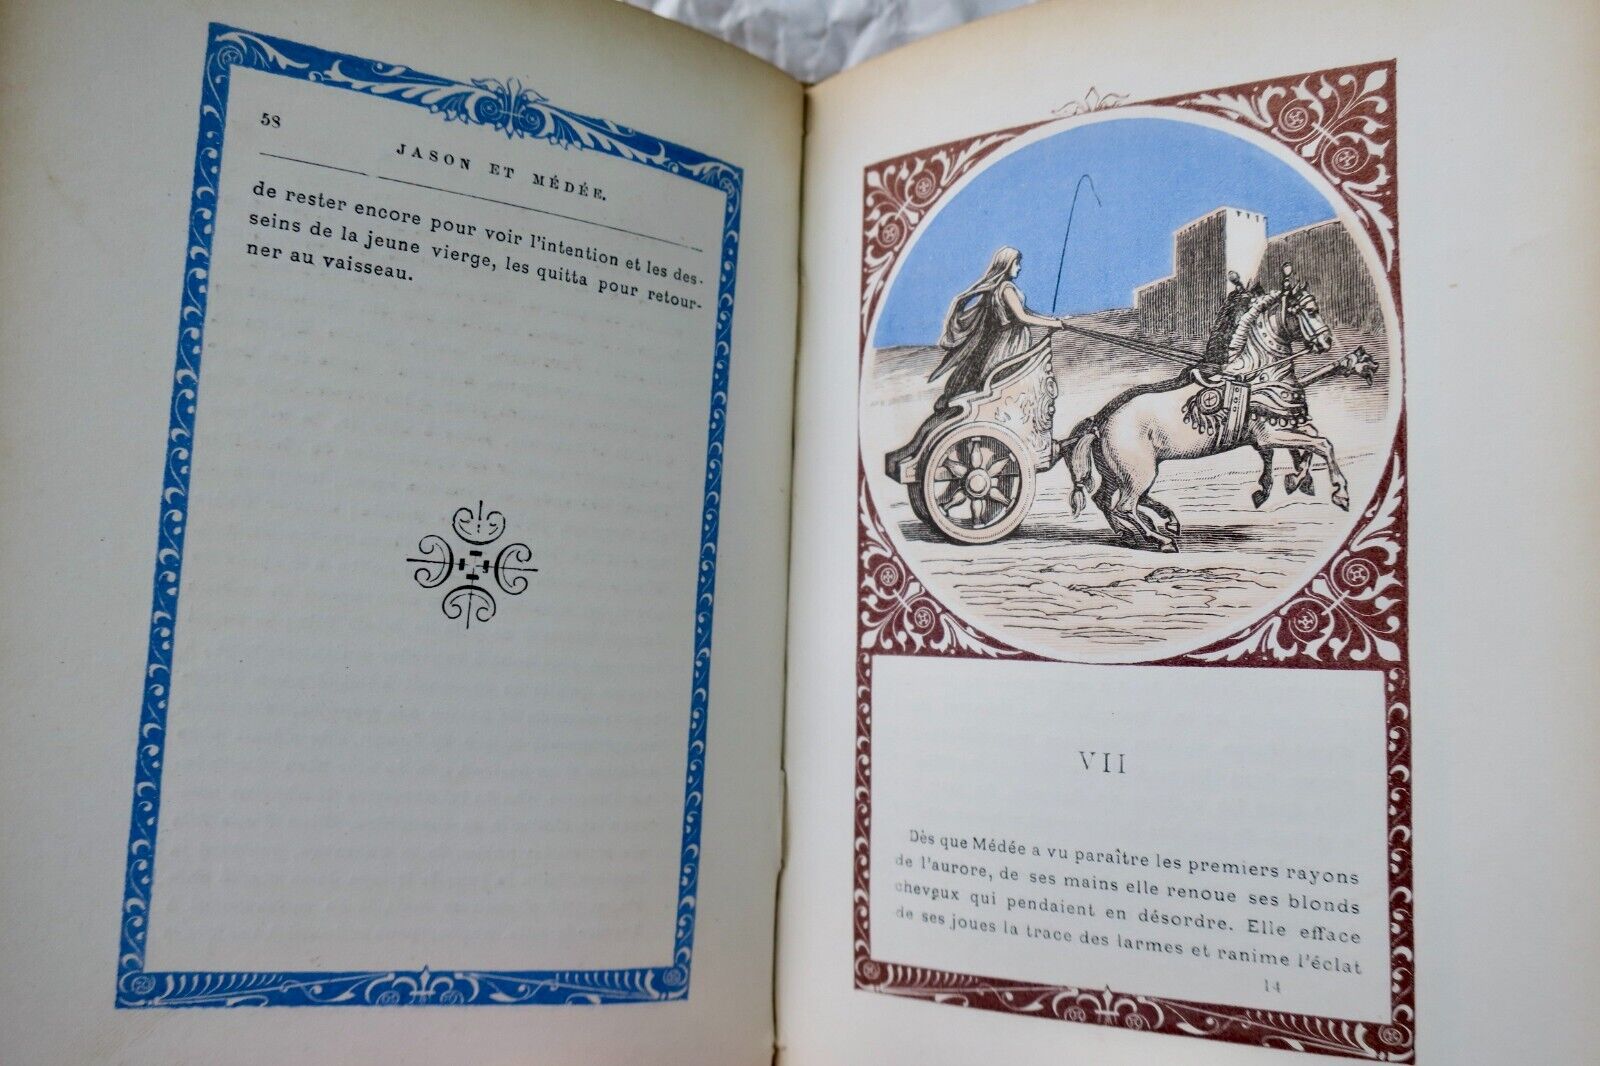 58
JASON ET MÉDÉE.
de rester encore pour voir l'intention et les des-
seins de la jeune vierge, les quitta pour retour-
ner au vaisseau.
VII
Dès que Médée a vu paraître les premiers rayons
de l'aurore, de ses mains elle renoue ses blonds
cheveux qui pendaient en désordre. Elle efface
de ses joues la trace des larmes et ranime l'éclat
14